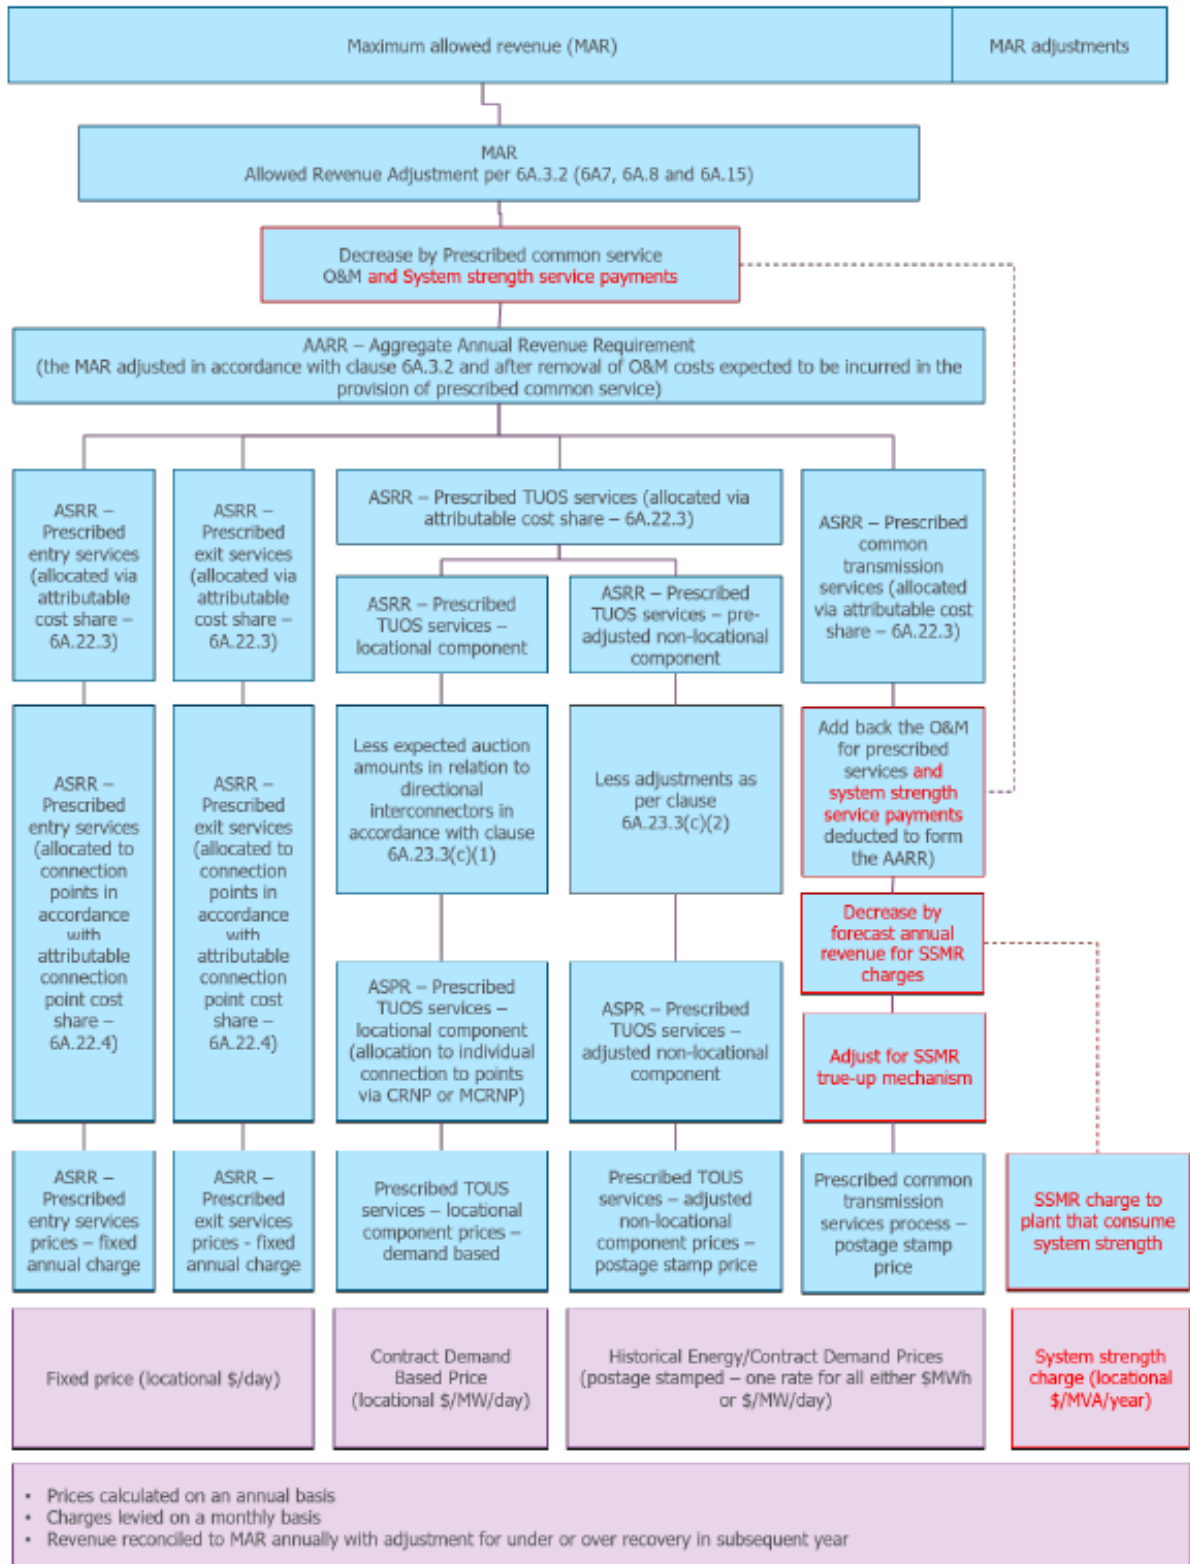 Maximum allowed revenue (MAR)
MAR adjustments
MAR
Allowed Revenue Adjustment per 6A.3.2 (6A7, 6A.8 and 6A.15)
Decrease by Prescribed common service
O&M and System strength service payments
AARR – Aggregate Annual Revenue Requirement
(the MAR adjusted in accordance with clause 6A.3.2 and after removal of O&M costs expected to be incurred in the
provision of prescribed common service)
ASRR –
Prescribed
entry services
(allocated via
attributable
cost share –
6A.22.3)
ASRR –
Prescribed
exit services
(allocated via
attributable
cost share –
6A.22.3)
ASRR – Prescribed TUOS services (allocated via
attributable cost share – 6A.22.3)
ASRR – Prescribed
TUOS services –
locational component
ASRR – Prescribed
TUOS services – pre-
adjusted non-locational
component
ASRR – Prescribed
common
transmission
services (allocated
via attributable cost
share – 6A.22.3)
ASRR –
Prescribed
entry services
(allocated to
connection
points in
accordance
with
attributable
connection
point cost
share –
6A.22.4)
ASRR –
Prescribed
exit services
(allocated to
connection
points in
accordance
with
attributable
connection
point cost
share –
6A.22.4)
Less expected auction
amounts in relation to
directional
interconnectors in
accordance with clause
6A.23.3(c)(1)
Less adjustments as
per clause
6A.23.3(c)(2)
Add back the O&M
for prescribed
services and
system strength
service payments
deducted to form
the AARR)
Decrease by
forecast annual
revenue for SSMR
charges
ASPR – Prescribed
TUOS services –
locational component
(allocation to individual
connection to points
via CRNP or MCRNP)
ASPR – Prescribed
TUOS services –
adjusted non-locational
component
Adjust for SSMR
true-up mechanism
ASRR –
Prescribed
entry services
prices – fixed
annual charge
ASRR –
Prescribed
exit services
prices - fixed
annual charge
Prescribed TOUS
services – locational
component prices –
demand based
Prescribed TOUS
services – adjusted
non-locational
component prices –
postage stamp price
Prescribed common
transmission
services process –
postage stamp
price
SSMR charge to
plant that consume
system strength
Fixed price (locational $/day)
Contract Demand
Based Price
(locational $/MW/day)
Historical Energy/Contract Demand Prices
(postage stamped – one rate for all either $MWh
or $/MW/day)
System strength
charge (locational
$/MVA/year)
• Prices calculated on an annual basis
• Charges levied on a monthly basis
• Revenue reconciled to MAR annually with adjustment for under or over recovery in subsequent year